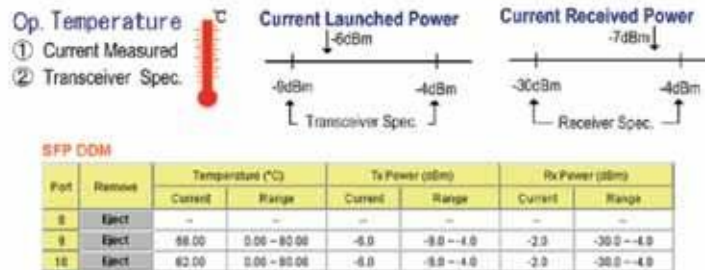 Op. Temperature
① Current Measured
② Transceiver Spec.
°C
Current Launched Power
-6dBm
-9dBm
-4dBm
Transceiver Spec.
Current Received Power
-7dBm
-30dBm
-4dBm
Receiver Spec.
SFP DDM
Port Remove Temperature (°C) Tx Power (dBm) Rx Power (dBm)
Current Range Current Range Current Range
8 Eject -- -- -- -- -- --
9 Eject 68.00 0.00 ~ 80.00 -6.0 -9.0 ~ -4.0 -2.0 -30.0 ~ -4.0
10 Eject 62.00 0.00 ~ 80.00 -6.0 -9.0 ~ -4.0 -2.0 -30.0 ~ -4.0